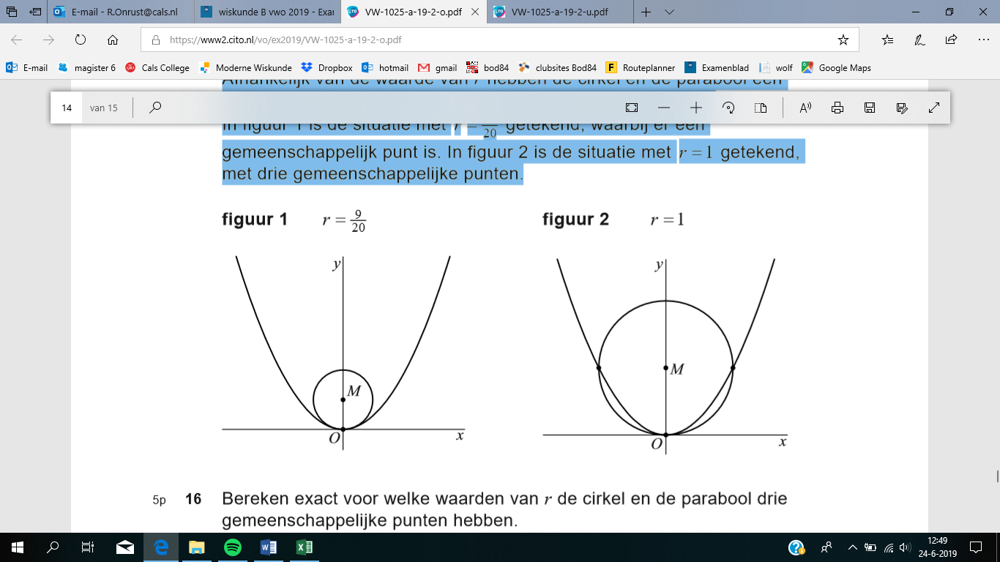 E-mail - R.Onrust@cals.nl
wiskunde B vwo 2019 - Exar
VW-1025-a-19-2-o.pdf
VW-1025-a-19-2-u.pdf
https://www2.cito.nl/vo/ex2019/VW-1025-a-19-2-o.pdf
E-mail
magister 6
Cals College
Moderne Wiskunde
Dropbox
hotmail
gmail
bod84
clubsites Bod84
Routeplanner
Examenblad
wolf
Google Maps
Afhankelijk van de waarde van r hebben de cirkel en de parabool één
14 van 15
In figuur 1 is de situatie met r = 20 getekend, waarbij er één
gemeenschappelijk punt is. In figuur 2 is de situatie met r = 1 getekend,
met drie gemeenschappelijke punten.
figuur 1 r = 9/20
figuur 2 r = 1
y
M
O
x
y
M
O
x
5p 16 Bereken exact voor welke waarden van r de cirkel en de parabool drie
gemeenschappelijke punten hebben.
12:49
24-6-2019